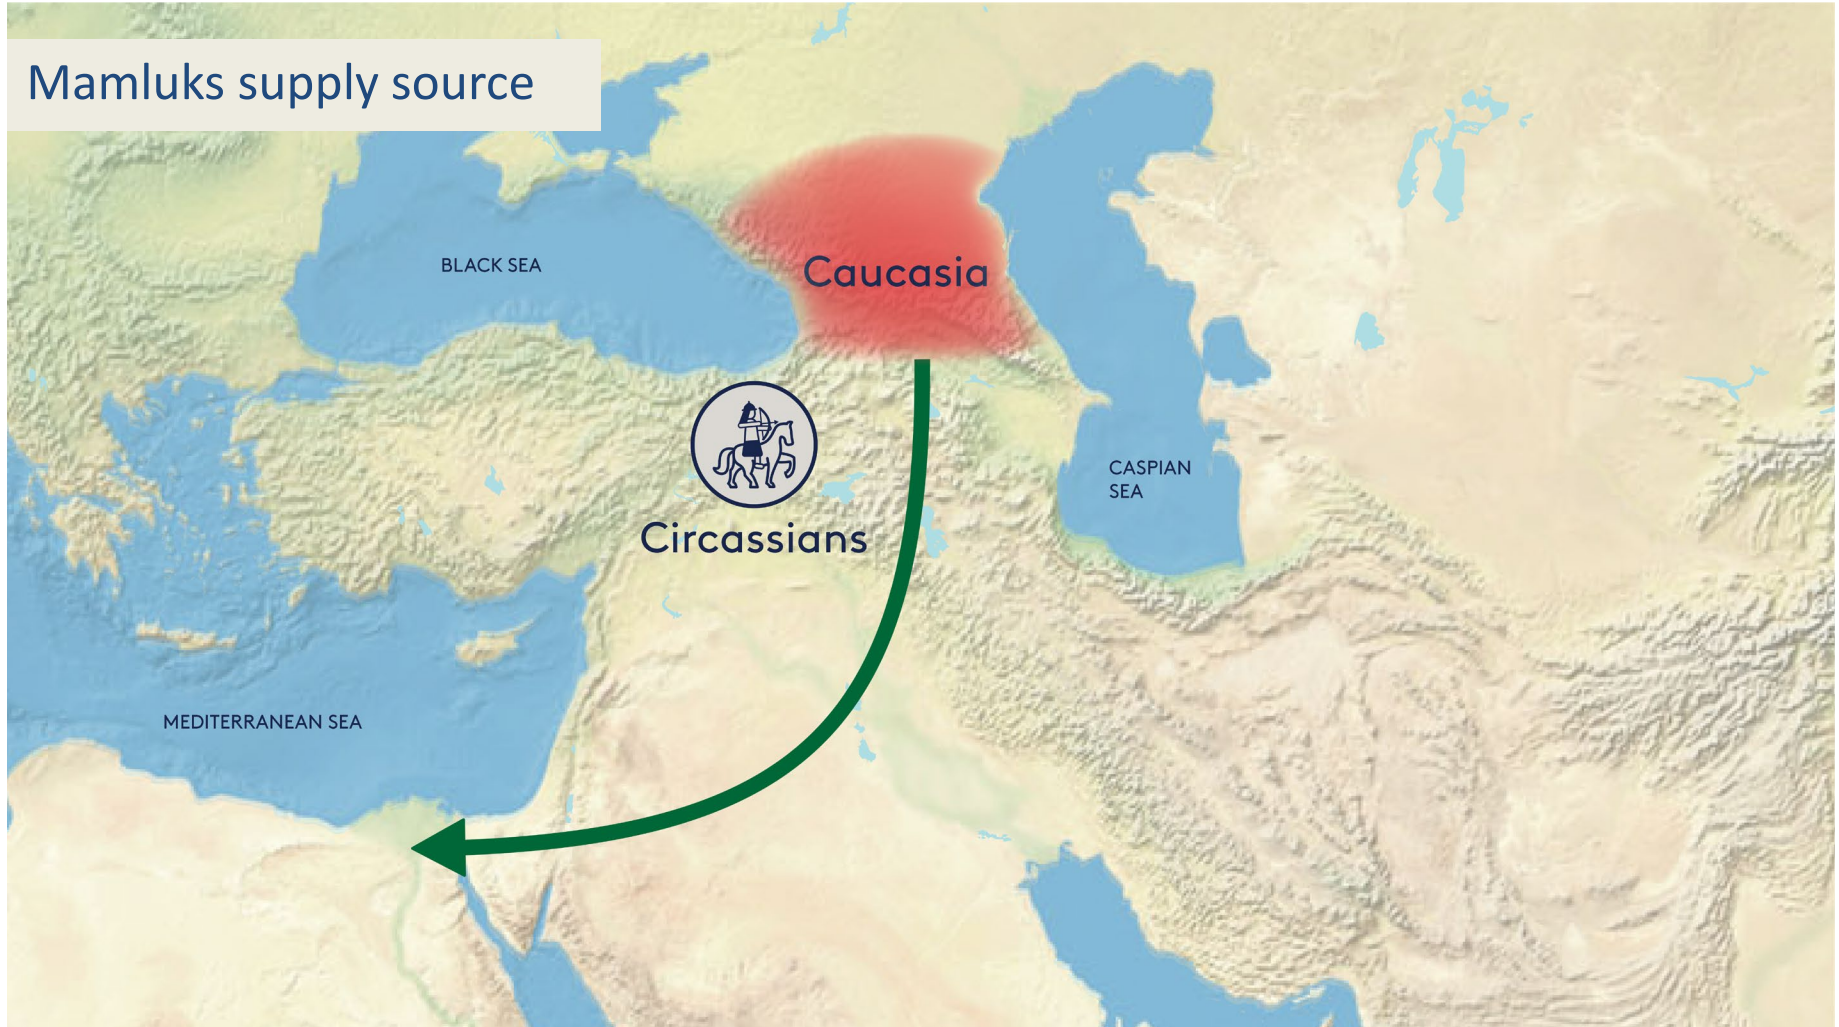 Mamluks supply source
BLACK SEA
Caucasia
CASPIAN
SEA
Circassians
MEDITERRANEAN SEA